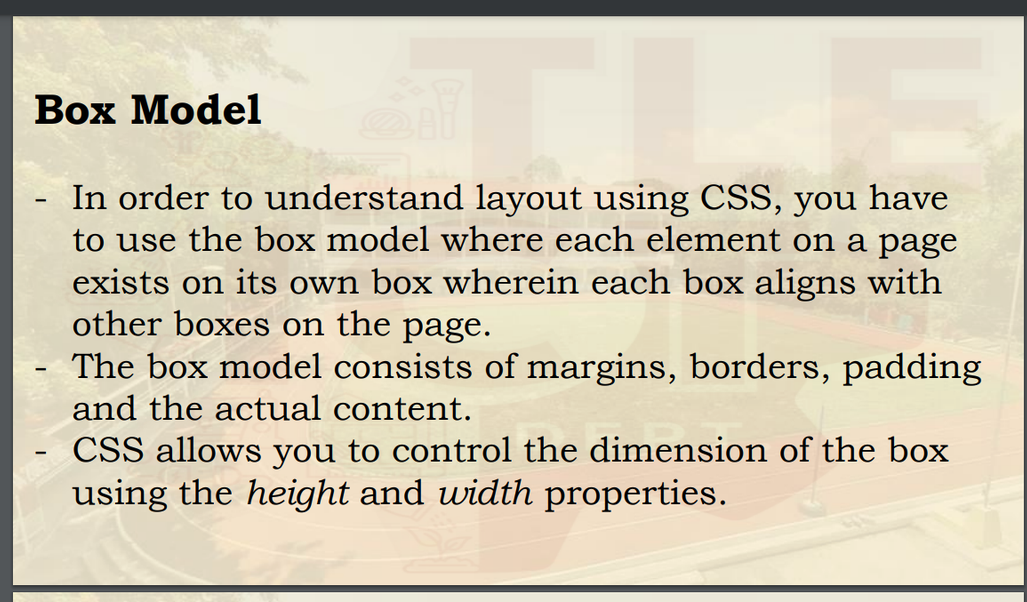 TLE
Box Model
- In order to understand layout using CSS, you have
to use the box model where each element on a page
exists on its own box wherein each box aligns with
other boxes on the page.
- The box model consists of margins, borders, padding
and the actual content.
DEPT
- CSS allows you to control the dimension of the box
using the height and width properties.